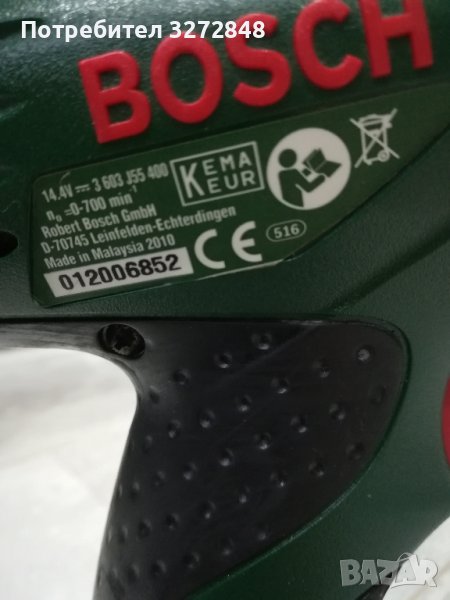 Потребител 3272848
BOSCH
14.4V ⎓ 3 603 J55 400
n₀ =0-700 min⁻¹
Robert Bosch GmbH
D-70745 Leinfelden-Echterdingen
Made in Malaysia 2010
012006852
KEMA
KEUR
CE
516
BAZAR